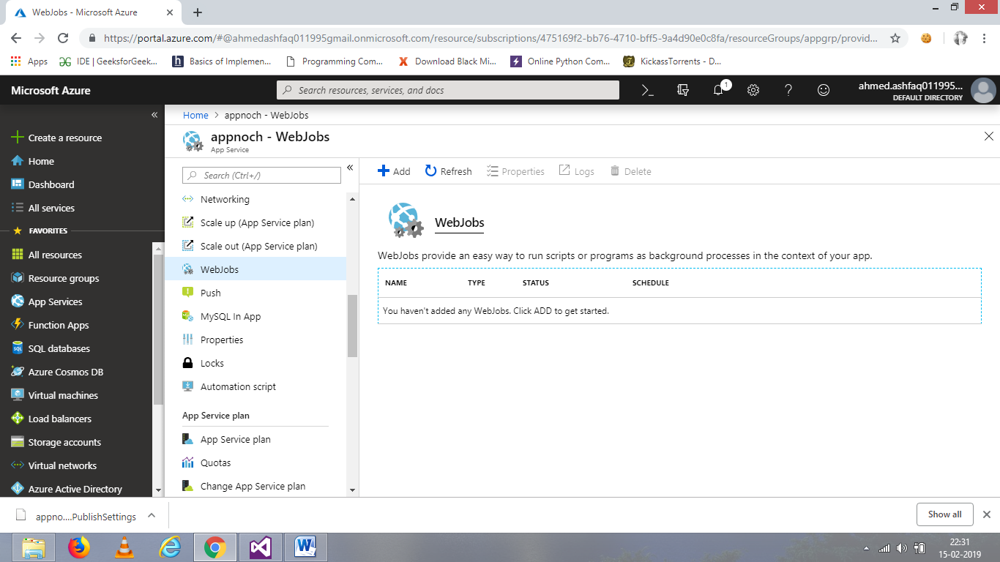 WebJobs - Microsoft Azure
https://portal.azure.com/#@ahmedashfaq011995gmail.onmicrosoft.com/resource/subscriptions/475169f2-bb76-4710-bff5-9a4d90e0c8fa/resourceGroups/appgrp/provid...
Apps
IDE | GeeksforGeek...
Basics of Implemen...
Programming Com...
Download Black Mi...
Online Python Com...
KickassTorrents - D...
Microsoft Azure
Search resources, services, and docs
1
ahmed.ashfaq011995...
DEFAULT DIRECTORY
Create a resource
Home
Dashboard
All services
FAVORITES
All resources
Resource groups
App Services
Function Apps
SQL databases
Azure Cosmos DB
Virtual machines
Load balancers
Storage accounts
Virtual networks
Azure Active Directory
Home > appnoch - WebJobs
appnoch - WebJobs
App Service
Search (Ctrl+/)
Networking
Scale up (App Service plan)
Scale out (App Service plan)
WebJobs
Push
MySQL In App
Properties
Locks
Automation script
App Service plan
App Service plan
Quotas
Change App Service plan
Add
Refresh
Properties
Logs
Delete
WebJobs
WebJobs provide an easy way to run scripts or programs as background processes in the context of your app.
NAME TYPE STATUS SCHEDULE
You haven't added any WebJobs. Click ADD to get started.
appno....PublishSettings
Show all
22:31
15-02-2019